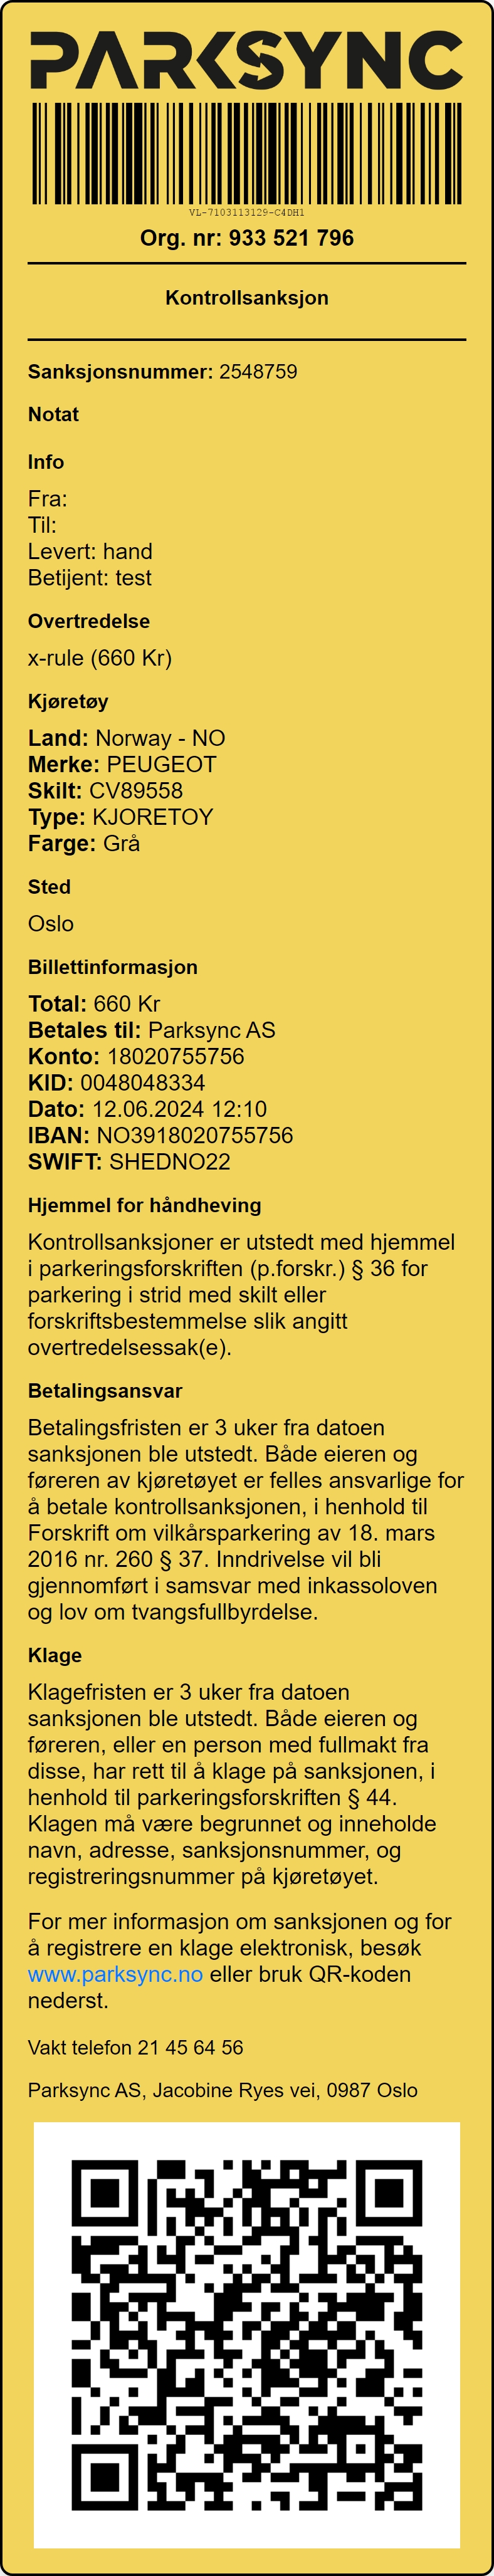 PARKSYNC
VL-7103113129-C4DH1
Org. nr: 933 521 796
Kontrollsanksjon
Sanksjonsnummer: 2548759
Notat
Info
Fra:
Til:
Levert: hand
Betijent: test
Overtredelse
x-rule (660 Kr)
Kjøretøy
Land: Norway - NO
Merke: PEUGEOT
Skilt: CV89558
Type: KJORETOY
Farge: Grå
Sted
Oslo
Billettinformasjon
Total: 660 Kr
Betales til: Parksync AS
Konto: 18020755756
KID: 0048048334
Dato: 12.06.2024 12:10
IBAN: NO3918020755756
SWIFT: SHEDNO22
Hjemmel for håndheving
Kontrollsanksjoner er utstedt med hjemmel
i parkeringsforskriften (p.forskr.) § 36 for
parkering i strid med skilt eller
forskriftsbestemmelse slik angitt
overtredelsessak(e).
Betalingsansvar
Betalingsfristen er 3 uker fra datoen
sanksjonen ble utstedt. Både eieren og
føreren av kjøretøyet er felles ansvarlige for
å betale kontrollsanksjonen, i henhold til
Forskrift om vilkårsparkering av 18. mars
2016 nr. 260 § 37. Inndrivelse vil bli
gjennomført i samsvar med inkassoloven
og lov om tvangsfullbyrdelse.
Klage
Klagefristen er 3 uker fra datoen
sanksjonen ble utstedt. Både eieren og
føreren, eller en person med fullmakt fra
disse, har rett til å klage på sanksjonen, i
henhold til parkeringsforskriften § 44.
Klagen må være begrunnet og inneholde
navn, adresse, sanksjonsnummer, og
registreringsnummer på kjøretøyet.
For mer informasjon om sanksjonen og for
å registrere en klage elektronisk, besøk
www.parksync.no eller bruk QR-koden
nederst.
Vakt telefon 21 45 64 56
Parksync AS, Jacobine Ryes vei, 0987 Oslo